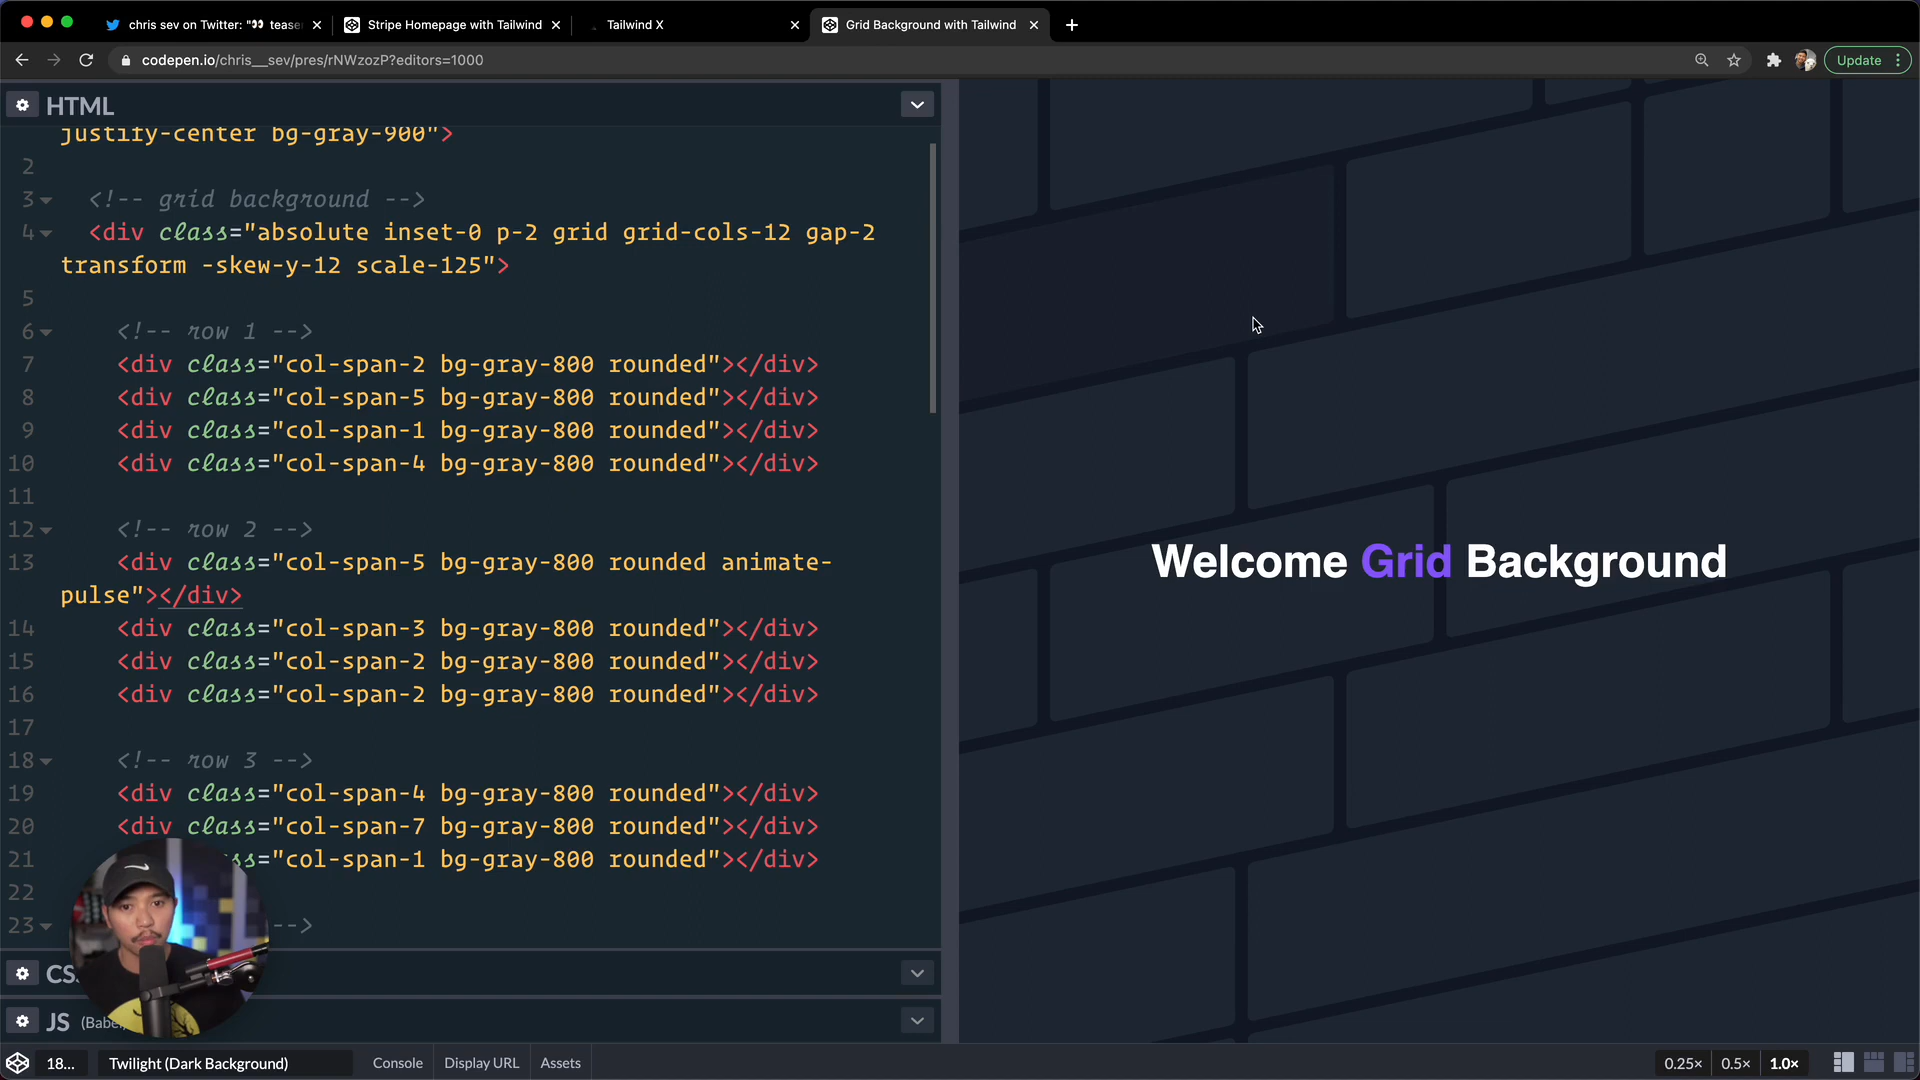 chris sev on Twitter: "👀 tease
Stripe Homepage with Tailwind
Tailwind X
Grid Background with Tailwind
codepen.io/chris__sev/pres/rNWzozP?editors=1000
Update
HTML
justify-center bg-gray-900">
2
3 <!-- grid background -->
4 <div class="absolute inset-0 p-2 grid grid-cols-12 gap-2
transform -skew-y-12 scale-125">
5
6 <!-- row 1 -->
7 <div class="col-span-2 bg-gray-800 rounded"></div>
8 <div class="col-span-5 bg-gray-800 rounded"></div>
9 <div class="col-span-1 bg-gray-800 rounded"></div>
10 <div class="col-span-4 bg-gray-800 rounded"></div>
11
12 <!-- row 2 -->
13 <div class="col-span-5 bg-gray-800 rounded animate-
pulse"></div>
14 <div class="col-span-3 bg-gray-800 rounded"></div>
15 <div class="col-span-2 bg-gray-800 rounded"></div>
16 <div class="col-span-2 bg-gray-800 rounded"></div>
17
18 <!-- row 3 -->
19 <div class="col-span-4 bg-gray-800 rounded"></div>
20 <div class="col-span-7 bg-gray-800 rounded"></div>
21 ss="col-span-1 bg-gray-800 rounded"></div>
22
23 -->
Welcome Grid Background
CS
JS (Babel
18...
Twilight (Dark Background)
Console
Display URL
Assets
0.25× 0.5× 1.0×